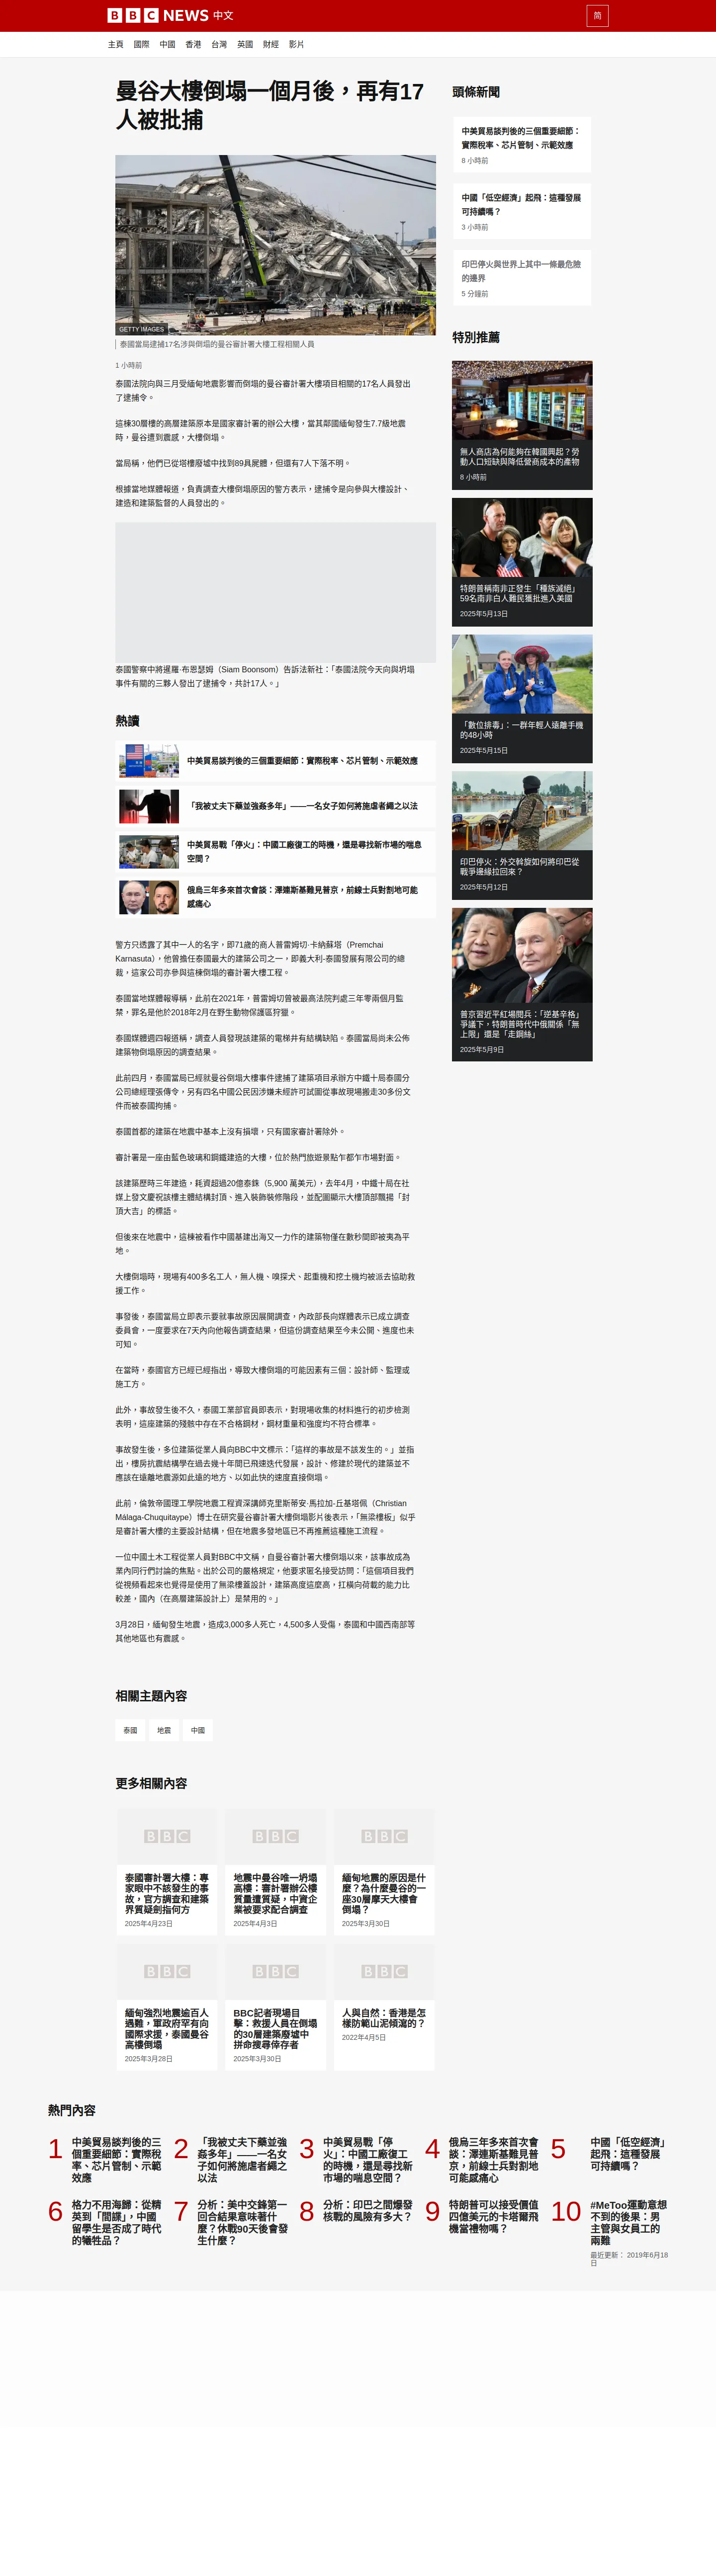 BBC NEWS 中文
简
主頁 國際 中國 香港 台灣 英國 財經 影片
曼谷大樓倒塌一個月後，再有17
人被批捕
GETTY IMAGES
泰國當局逮捕17名涉與倒塌的曼谷審計署大樓工程相關人員
1 小時前
泰國法院向與三月受緬甸地震影響而倒塌的曼谷審計署大樓項目相關的17名人員發出
了逮捕令。
這棟30層樓的高層建築原本是國家審計署的辦公大樓，當其鄰國緬甸發生7.7級地震
時，曼谷遭到震感，大樓倒塌。
當局稱，他們已從塔樓廢墟中找到89具屍體，但還有7人下落不明。
根據當地媒體報道，負責調查大樓倒塌原因的警方表示，逮捕令是向參與大樓設計、
建造和建築監督的人員發出的。
泰國警察中將暹羅·布恩瑟姆（Siam Boonsom）告訴法新社：「泰國法院今天向與坍塌
事件有關的三夥人發出了逮捕令，共計17人。」
熱讀
中美貿易談判後的三個重要細節：實際稅率、芯片管制、示範效應
「我被丈夫下藥並強姦多年」——一名女子如何將施虐者繩之以法
中美貿易戰「停火」：中國工廠復工的時機，還是尋找新市場的喘息
空間？
俄烏三年多來首次會談：澤連斯基難見普京，前線士兵對割地可能
感痛心
警方只透露了其中一人的名字，即71歲的商人普雷姆切·卡納蘇塔（Premchai
Karnasuta），他曾擔任泰國最大的建築公司之一，即義大利-泰國發展有限公司的總
裁，這家公司亦參與這棟倒塌的審計署大樓工程。
泰國當地媒體報導稱，此前在2021年，普雷姆切曾被最高法院判處三年零兩個月監
禁，罪名是他於2018年2月在野生動物保護區狩獵。
泰國媒體週四報道稱，調查人員發現該建築的電梯井有結構缺陷。泰國當局尚未公佈
建築物倒塌原因的調查結果。
此前四月，泰國當局已經就曼谷倒塌大樓事件逮捕了建築項目承辦方中鐵十局泰國分
公司總經理張傳令，另有四名中國公民因涉嫌未經許可試圖從事故現場搬走30多份文
件而被泰國拘捕。
泰國首都的建築在地震中基本上沒有損壞，只有國家審計署除外。
審計署是一座由藍色玻璃和鋼鐵建造的大樓，位於熱門旅遊景點乍都乍市場對面。
該建築歷時三年建造，耗資超過20億泰銖（5,900 萬美元），去年4月，中鐵十局在社
媒上發文慶祝該樓主體結構封頂、進入裝飾裝修階段，並配圖顯示大樓頂部飄揚「封
頂大吉」的標語。
但後來在地震中，這棟被看作中國基建出海又一力作的建築物僅在數秒間即被夷為平
地。
大樓倒塌時，現場有400多名工人，無人機、嗅探犬、起重機和挖土機均被派去協助救
援工作。
事發後，泰國當局立即表示要就事故原因展開調查，內政部長向媒體表示已成立調查
委員會，一度要求在7天內向他報告調查結果，但這份調查結果至今未公開、進度也未
可知。
在當時，泰國官方已經已經指出，導致大樓倒塌的可能因素有三個：設計師、監理或
施工方。
此外，事故發生後不久，泰國工業部官員即表示，對現場收集的材料進行的初步檢測
表明，這座建築的殘骸中存在不合格鋼材，鋼材重量和強度均不符合標準。
事故發生後，多位建築從業人員向BBC中文標示：「這样的事故是不該发生的。」並指
出，樓房抗震結構學在過去幾十年間已飛速迭代發展，設計、修建於現代的建築並不
應該在遠離地震源如此遠的地方、以如此快的速度直接倒塌。
此前，倫敦帝國理工學院地震工程資深講師克里斯蒂安·馬拉加-丘基塔佩（Christian
Málaga-Chuquitaype）博士在研究曼谷審計署大樓倒塌影片後表示，「無梁樓板」似乎
是審計署大樓的主要設計結構，但在地震多發地區已不再推薦這種施工流程。
一位中國土木工程從業人員對BBC中文稱，自曼谷審計署大樓倒塌以來，該事故成為
業內同行們討論的焦點。出於公司的嚴格規定，他要求匿名接受訪問：「這個項目我們
從視頻看起來也覺得是使用了無梁樓蓋設計，建築高度這麼高，扛橫向荷載的能力比
較差，國內（在高層建築設計上）是禁用的。」
3月28日，緬甸發生地震，造成3,000多人死亡，4,500多人受傷，泰國和中國西南部等
其他地區也有震感。
相關主題內容
泰國 地震 中國
更多相關內容
泰國審計署大樓：專
家眼中不該發生的事
故，官方調查和建築
界質疑劍指何方
2025年4月23日
地震中曼谷唯一坍塌
高樓：審計署辦公樓
質量遭質疑，中資企
業被要求配合調查
2025年4月3日
緬甸地震的原因是什
麼？為什麼曼谷的一
座30層摩天大樓會
倒塌？
2025年3月30日
緬甸強烈地震逾百人
遇難，軍政府罕有向
國際求援，泰國曼谷
高樓倒塌
2025年3月28日
BBC記者現場目
擊：救援人員在倒塌
的30層建築廢墟中
拼命搜尋倖存者
2025年3月30日
人與自然：香港是怎
樣防範山泥傾瀉的？
2022年4月5日
頭條新聞
中美貿易談判後的三個重要細節：
實際稅率、芯片管制、示範效應
8 小時前
中國「低空經濟」起飛：這種發展
可持續嗎？
3 小時前
印巴停火與世界上其中一條最危險
的邊界
5 分鐘前
特別推薦
無人商店為何能夠在韓國興起？勞
動人口短缺與降低營商成本的產物
8 小時前
特朗普稱南非正發生「種族滅絕」
59名南非白人難民獲批進入美國
2025年5月13日
「數位排毒」：一群年輕人遠離手機
的48小時
2025年5月15日
印巴停火：外交斡旋如何將印巴從
戰爭邊緣拉回來？
2025年5月12日
普京習近平紅場閱兵：「逆基辛格」
爭議下，特朗普時代中俄關係「無
上限」還是「走鋼絲」
2025年5月9日
熱門內容
1 中美貿易談判後的三
個重要細節：實際稅
率、芯片管制、示範
效應
2 「我被丈夫下藥並強
姦多年」——一名女
子如何將施虐者繩之
以法
3 中美貿易戰「停
火」：中國工廠復工
的時機，還是尋找新
市場的喘息空間？
4 俄烏三年多來首次會
談：澤連斯基難見普
京，前線士兵對割地
可能感痛心
5 中國「低空經濟」
起飛：這種發展
可持續嗎？
6 格力不用海歸：從精
英到「間諜」，中國
留學生是否成了時代
的犧牲品？
7 分析：美中交鋒第一
回合結果意味著什
麼？休戰90天後會發
生什麼？
8 分析：印巴之間爆發
核戰的風險有多大？
9 特朗普可以接受價值
四億美元的卡塔爾飛
機當禮物嗎？
10 #MeToo運動意想
不到的後果：男
主管與女員工的
兩難
最近更新： 2019年6月18
日